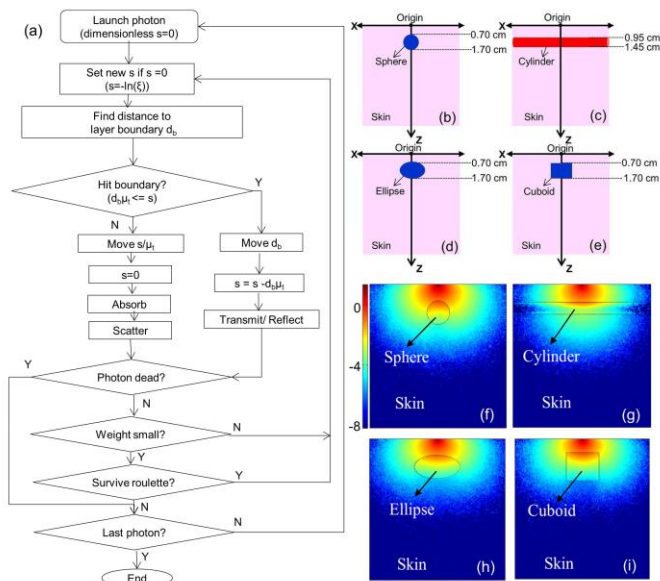 (a)
Launch photon
(dimensionless s=0)
Set new s if s =0
(s=-ln(ξ))
Find distance to
layer boundary d_b
Hit boundary?
(d_bμ_t <= s)
Y
N
Move s/μ_t
Move d_b
s=0
s = s -d_bμ_t
Absorb
Transmit/ Reflect
Scatter
Y
Photon dead?
N
Weight small?
N
Y
Survive roulette?
Y
N
Last photon?
N
Y
End
Origin
X
0.70 cm
Sphere
1.70 cm
Skin
(b)
Z
Origin
X
0.95 cm
1.45 cm
Cylinder
Skin
(c)
Z
Origin
X
0.70 cm
Ellipse
1.70 cm
Skin
(d)
Z
Origin
X
0.70 cm
Cuboid
1.70 cm
Skin
(e)
Z
0
-4
-8
Sphere
Skin
(f)
Cylinder
Skin
(g)
Ellipse
Skin
(h)
Cuboid
Skin
(i)